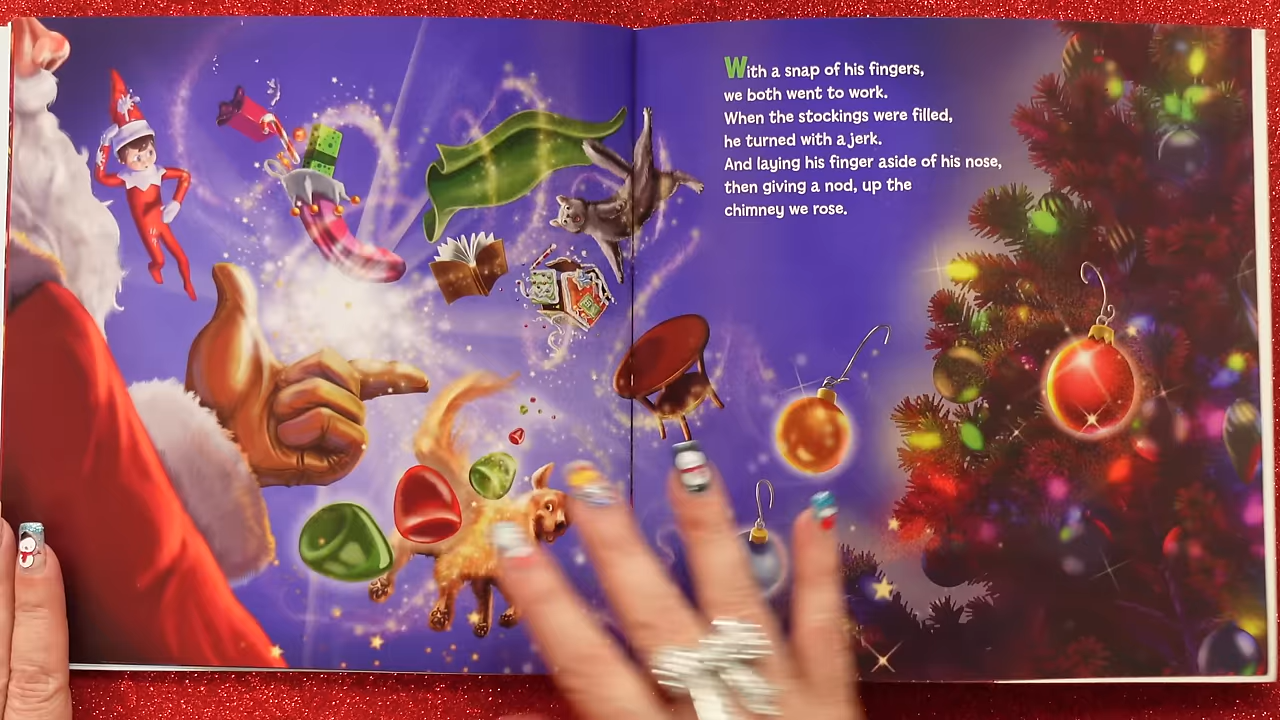 With a snap of his fingers,
we both went to work.
When the stockings were filled,
he turned with a jerk.
And laying his finger aside of his nose,
then giving a nod, up the
chimney we rose.